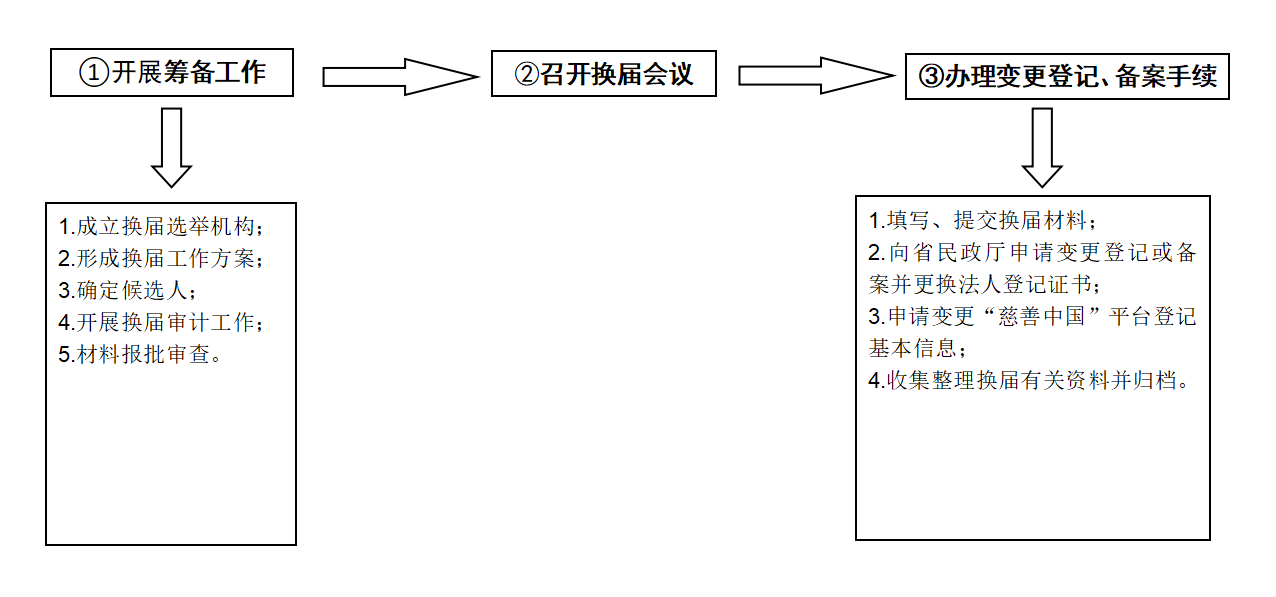 ①开展筹备工作
②召开换届会议
③办理变更登记、备案手续
1.成立换届选举机构；
2.形成换届工作方案；
3.确定候选人；
4.开展换届审计工作；
5.材料报批审查。
1.填写、提交换届材料；
2.向省民政厅申请变更登记或备
案并更换法人登记证书；
3.申请变更“慈善中国”平台登记
基本信息；
4.收集整理换届有关资料并归档。